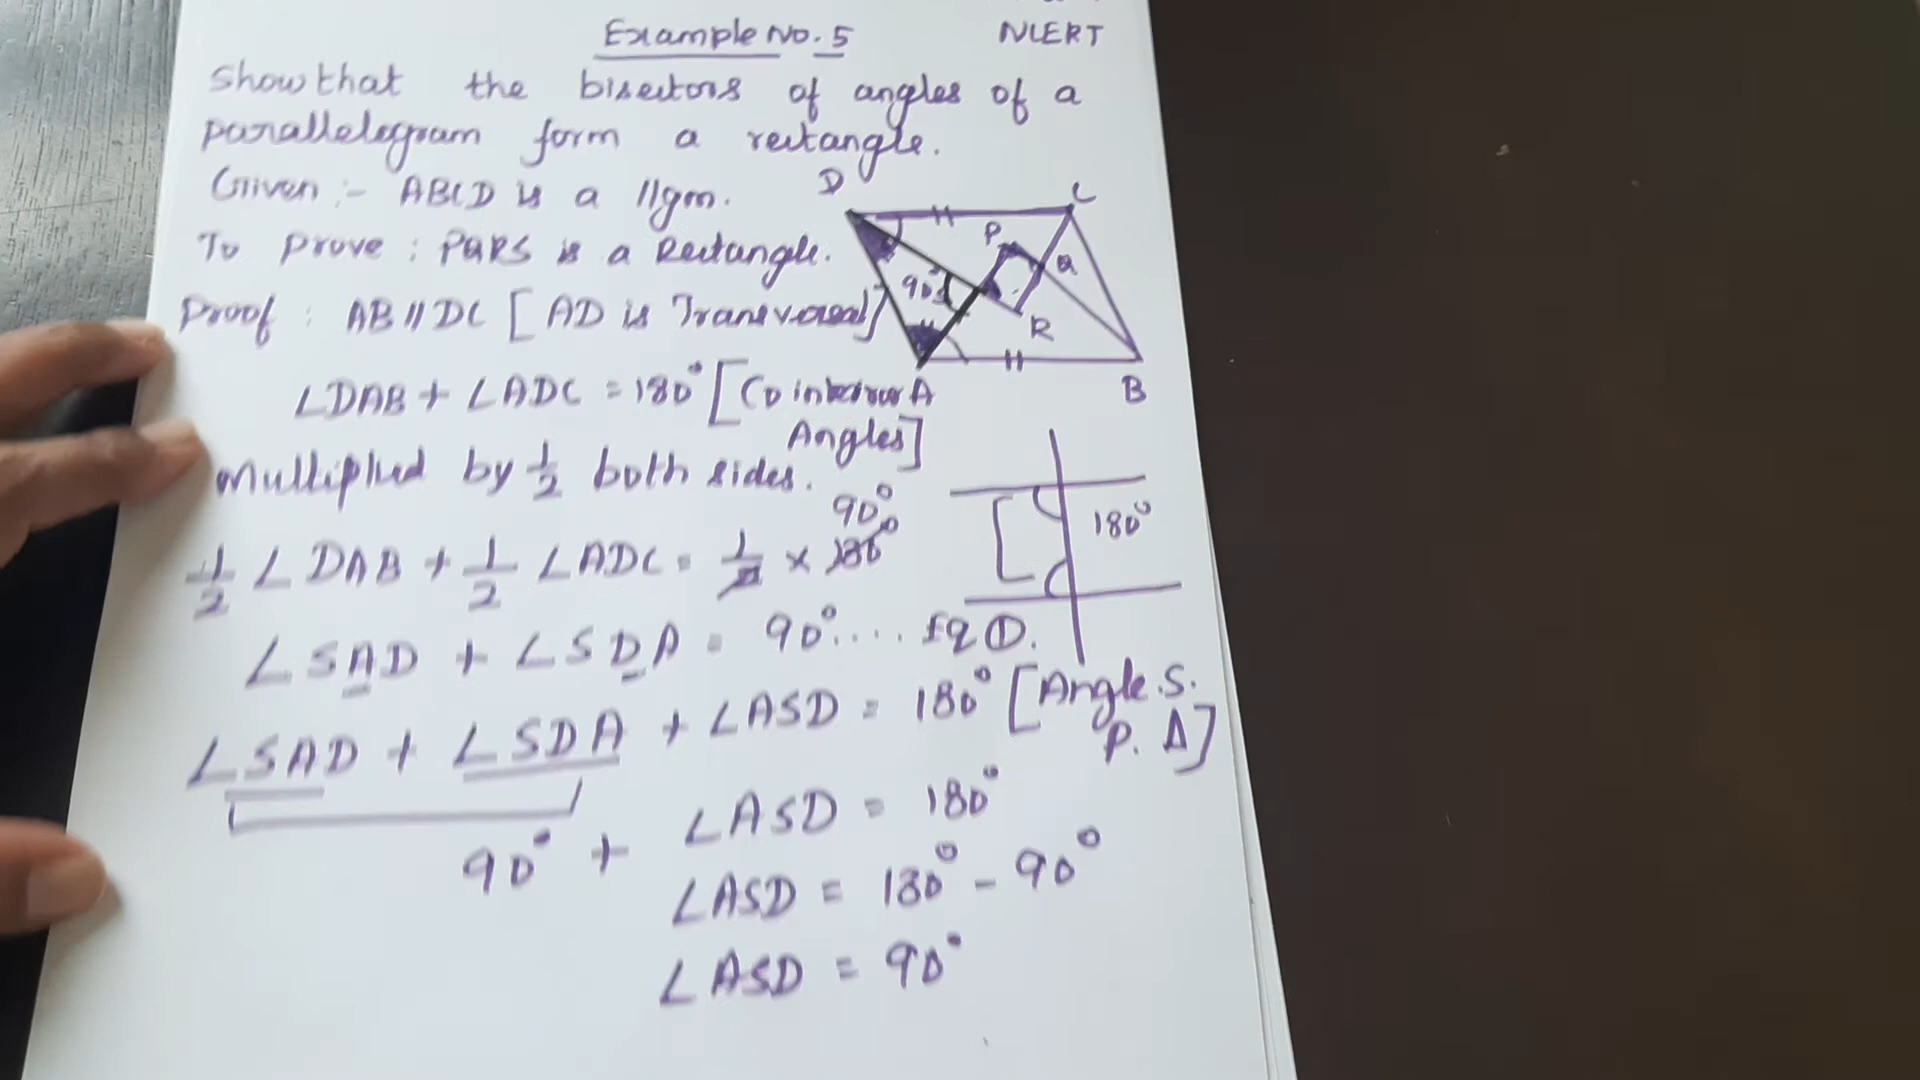 Example No. 5 NCERT
Show that the bisectors of angles of a
parallelogram form a rectangle.
Given :- ABCD is a ||gm.
To prove : PQRS is a Rectangle.
Proof : AB || DC [ AD is Transversal]
∠DAB + ∠ADC = 180° [Co interior
Angles]
Multiplied by 1/2 both sides.
90°
1/2 ∠DAB + 1/2 ∠ADC = 1/2 × 180°
∠SAD + ∠SDA = 90° .... Eq ①.
∠SAD + ∠SDA + ∠ASD = 180° [Angle. S.
P. Δ]
90° + ∠ASD = 180°
∠ASD = 180° - 90°
∠ASD = 90°
D C
P Q
90° S
R
A B
180°